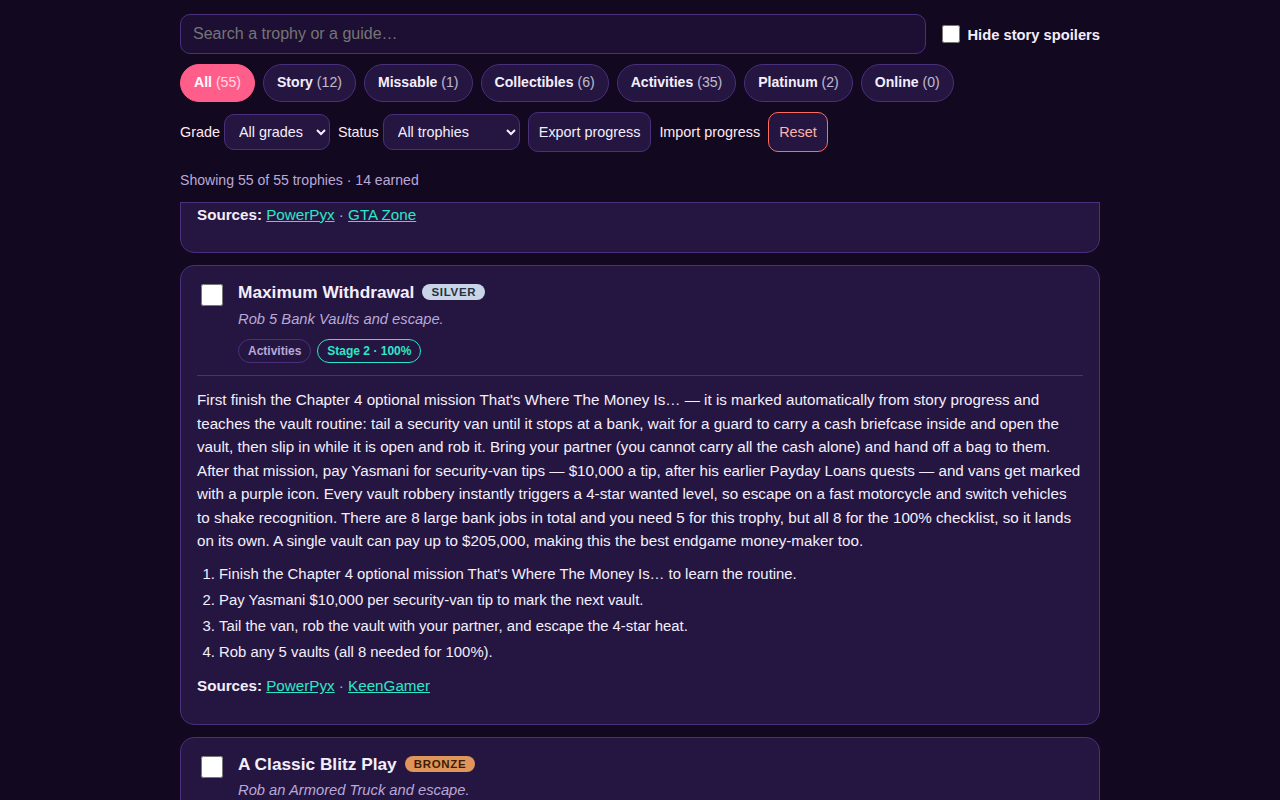 Search a trophy or a guide…
Hide story spoilers
All (55)
Story (12)
Missable (1)
Collectibles (6)
Activities (35)
Platinum (2)
Online (0)
Grade
All grades
Status
All trophies
Export progress
Import progress
Reset
Showing 55 of 55 trophies · 14 earned
Sources: PowerPyx · GTA Zone
Maximum Withdrawal
SILVER
Rob 5 Bank Vaults and escape.
Activities
Stage 2 · 100%
First finish the Chapter 4 optional mission That's Where The Money Is… — it is marked automatically from story progress and
teaches the vault routine: tail a security van until it stops at a bank, wait for a guard to carry a cash briefcase inside and open the
vault, then slip in while it is open and rob it. Bring your partner (you cannot carry all the cash alone) and hand off a bag to them.
After that mission, pay Yasmani for security-van tips — $10,000 a tip, after his earlier Payday Loans quests — and vans get marked
with a purple icon. Every vault robbery instantly triggers a 4-star wanted level, so escape on a fast motorcycle and switch vehicles
to shake recognition. There are 8 large bank jobs in total and you need 5 for this trophy, but all 8 for the 100% checklist, so it lands
on its own. A single vault can pay up to $205,000, making this the best endgame money-maker too.
1. Finish the Chapter 4 optional mission That's Where The Money Is… to learn the routine.
2. Pay Yasmani $10,000 per security-van tip to mark the next vault.
3. Tail the van, rob the vault with your partner, and escape the 4-star heat.
4. Rob any 5 vaults (all 8 needed for 100%).
Sources: PowerPyx · KeenGamer
A Classic Blitz Play
BRONZE
Rob an Armored Truck and escape.